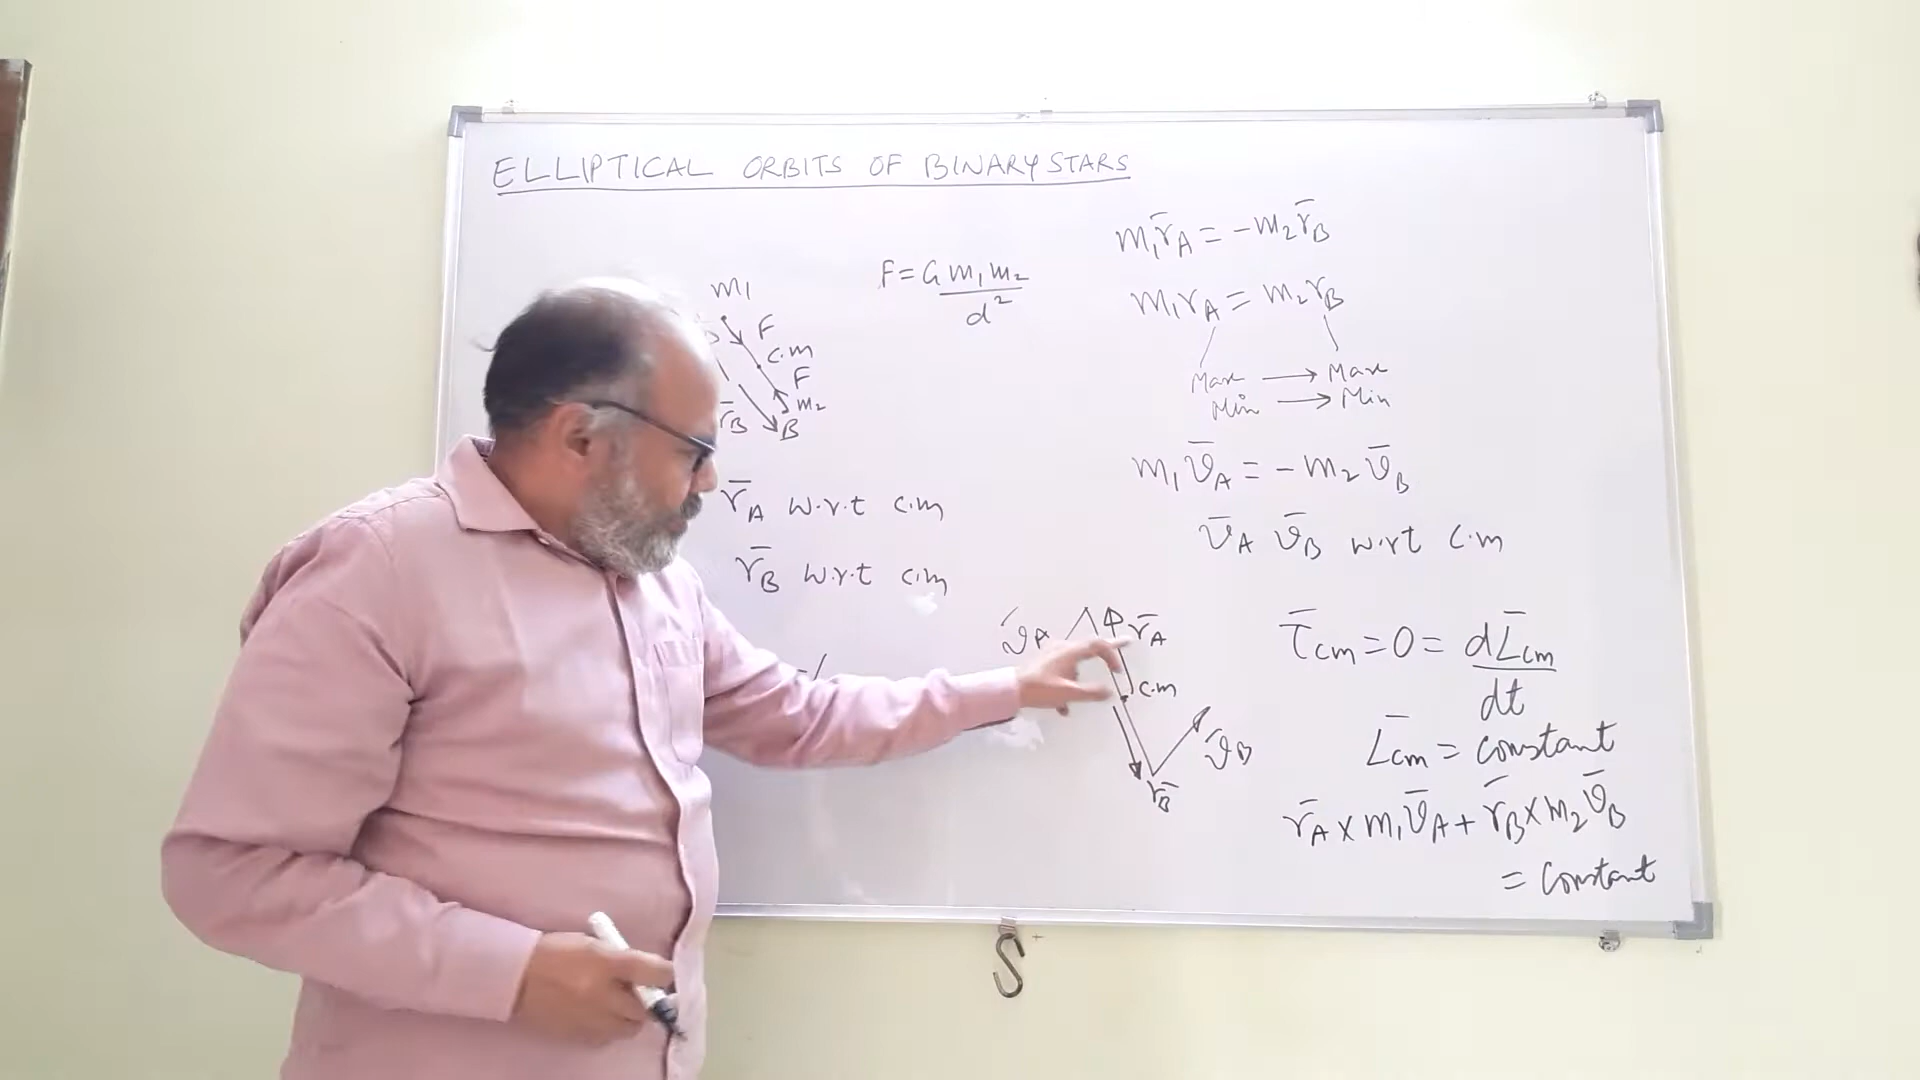 ELLIPTICAL ORBITS OF BINARY STARS
m1
F
c.m
F
m2
r̄B
B
F = G m1 m2 / d²
r̄A w.r.t c.m
r̄B w.r.t c.m
m1 r̄A = - m2 r̄B
m1 rA = m2 rB
Max → Max
Min → Min
m1 v̄A = - m2 v̄B
v̄A v̄B w.r.t c.m
v̄A
r̄A
c.m
v̄B
r̄B
τ̄cm = 0 = dL̄cm / dt
L̄cm = constant
r̄A × m1 v̄A + r̄B × m2 v̄B
= constant